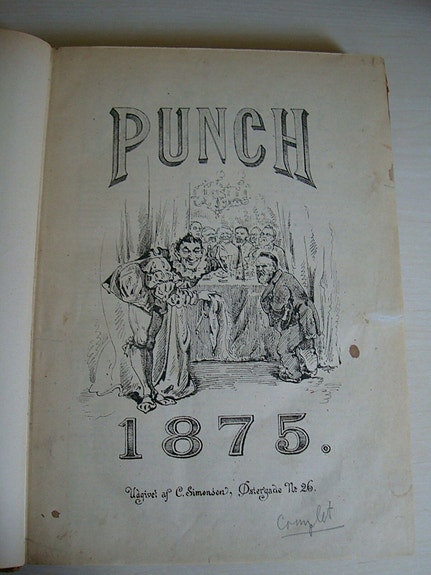 PUNCH
1875.
Udgivet af C. Simonsen, Østergade No 26.
Complet